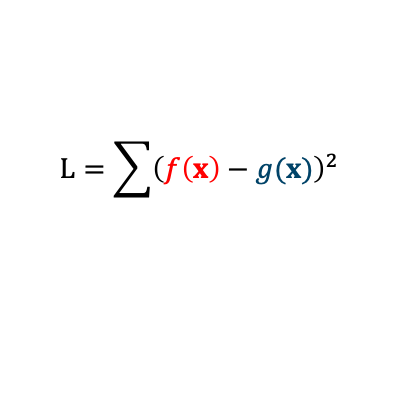 L = ∑(f(x) − g(x))²